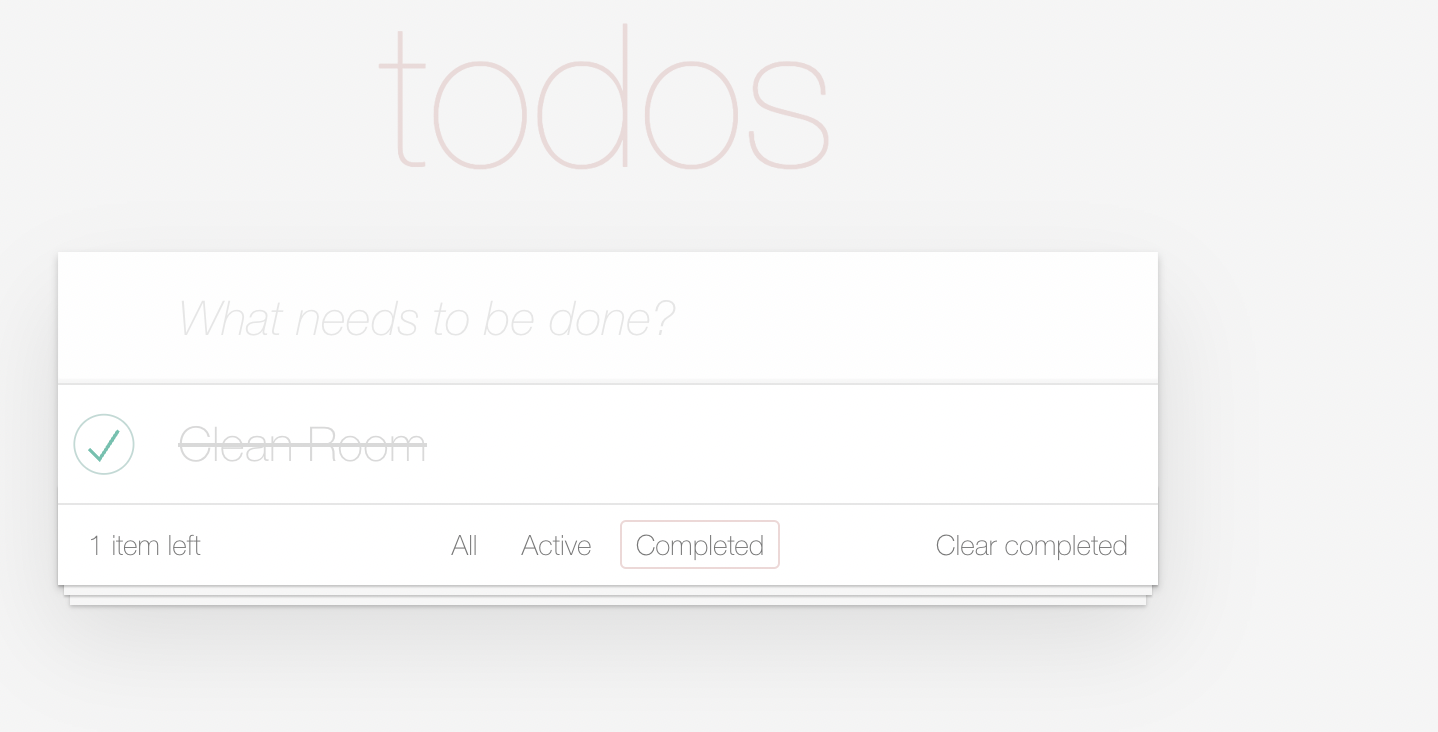 todos
What needs to be done?
Clean Room
1 item left All Active Completed Clear completed